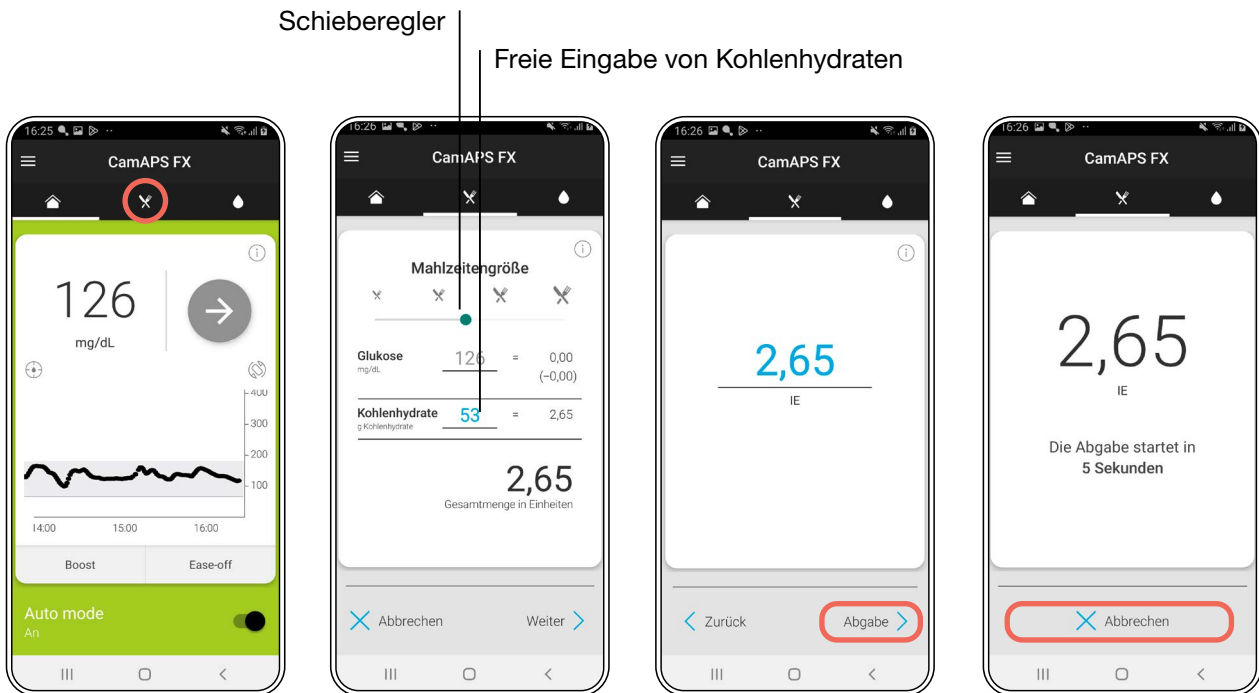 Schieberegler
Freie Eingabe von Kohlenhydraten
16:25
CamAPS FX
126
mg/dL
400
300
200
100
14:00 15:00 16:00
Boost Ease-off
Auto mode
An
16:26
CamAPS FX
Mahlzeitengröße
Glukose 126 = 0,00
mg/dL (−0,00)
Kohlenhydrate 53 = 2,65
g Kohlenhydrate
2,65
Gesamtmenge in Einheiten
Abbrechen Weiter
16:26
CamAPS FX
2,65
IE
Zurück Abgabe
16:26
CamAPS FX
2,65
IE
Die Abgabe startet in
5 Sekunden
Abbrechen